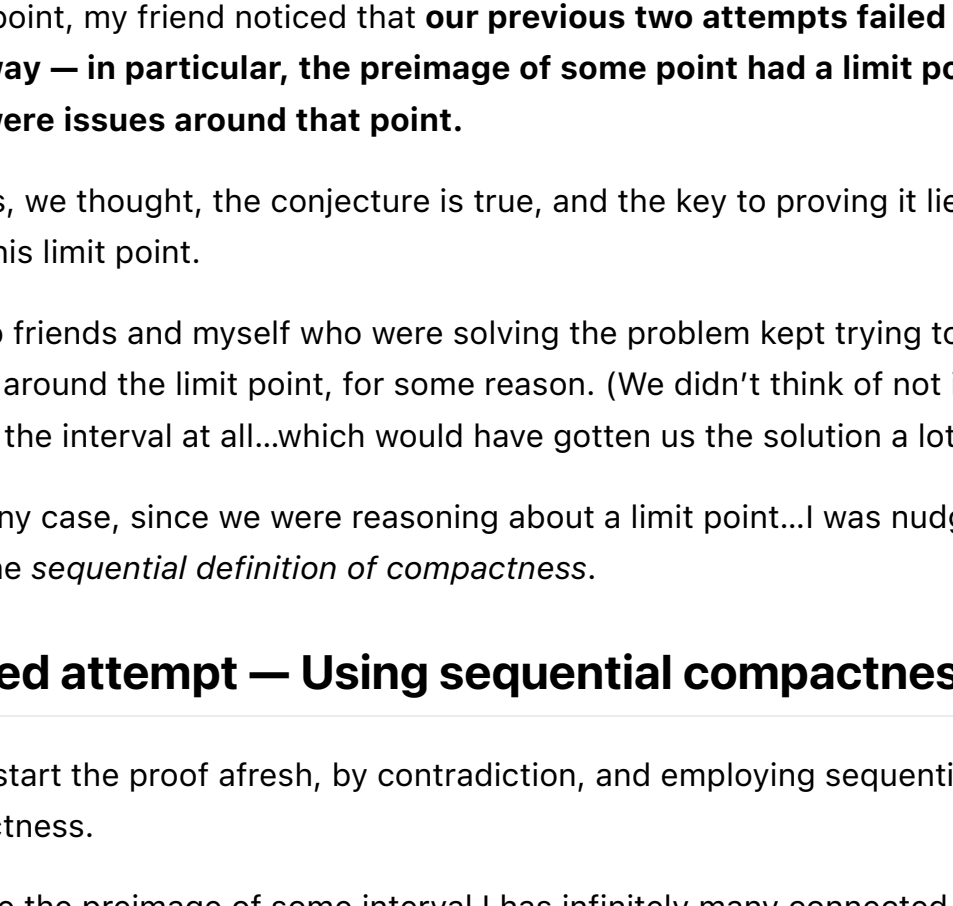 point, my friend noticed that our previous two attempts failed
way — in particular, the preimage of some point had a limit po
were issues around that point.
s, we thought, the conjecture is true, and the key to proving it lie
his limit point.
o friends and myself who were solving the problem kept trying to
around the limit point, for some reason. (We didn’t think of not i
the interval at all...which would have gotten us the solution a lot
ny case, since we were reasoning about a limit point...I was nudg
he sequential definition of compactness.
ed attempt — Using sequential compactnes
start the proof afresh, by contradiction, and employing sequenti
ctness.
e the preimage of some interval I has infinitely many connected